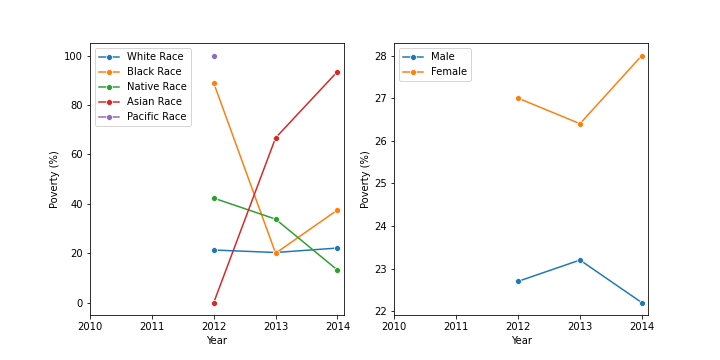 100
80
60
40
20
0
Poverty (%)
White Race
Black Race
Native Race
Asian Race
Pacific Race
2010 2011 2012 2013 2014
Year
28
27
26
25
24
23
22
Poverty (%)
Male
Female
2010 2011 2012 2013 2014
Year